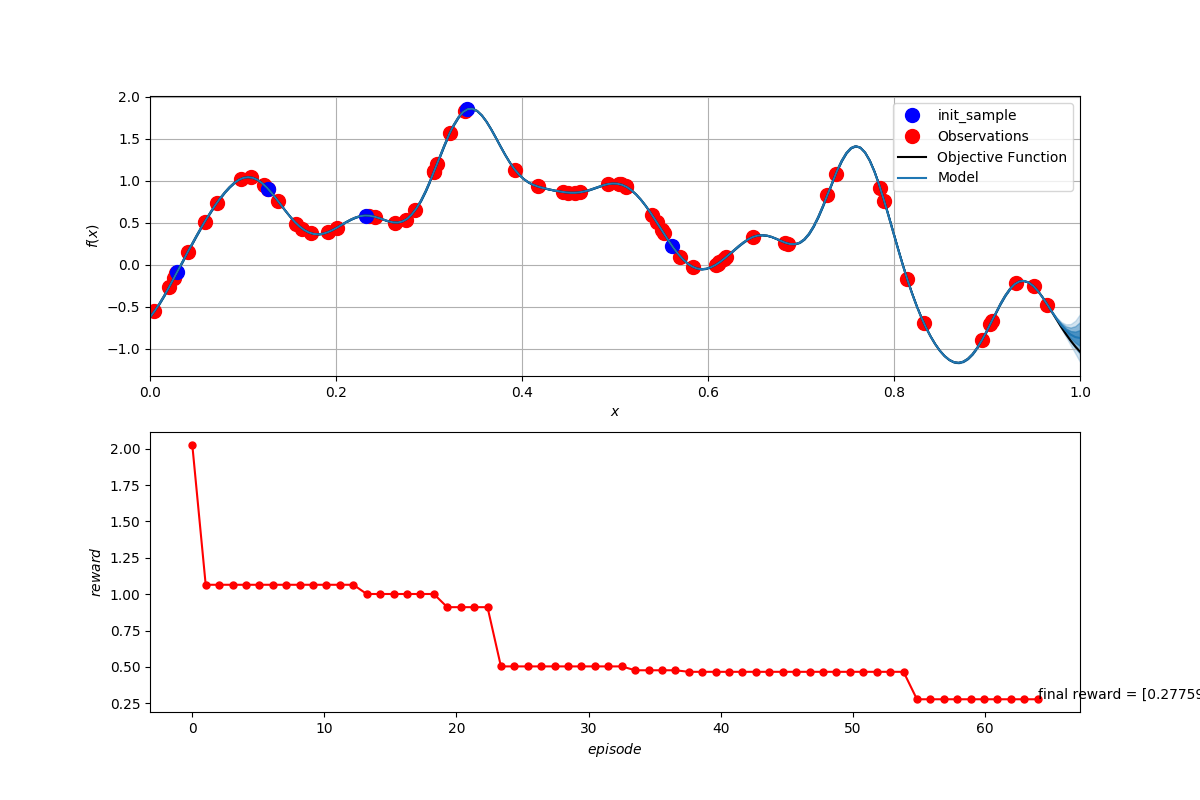 2.0
1.5
1.0
0.5
0.0
−0.5
−1.0
f(x)
init_sample
Observations
Objective Function
Model
0.0 0.2 0.4 0.6 0.8 1.0
x
2.00
1.75
1.50
1.25
1.00
0.75
0.50
0.25
reward
final reward = [0.27759
0 10 20 30 40 50 60
episode